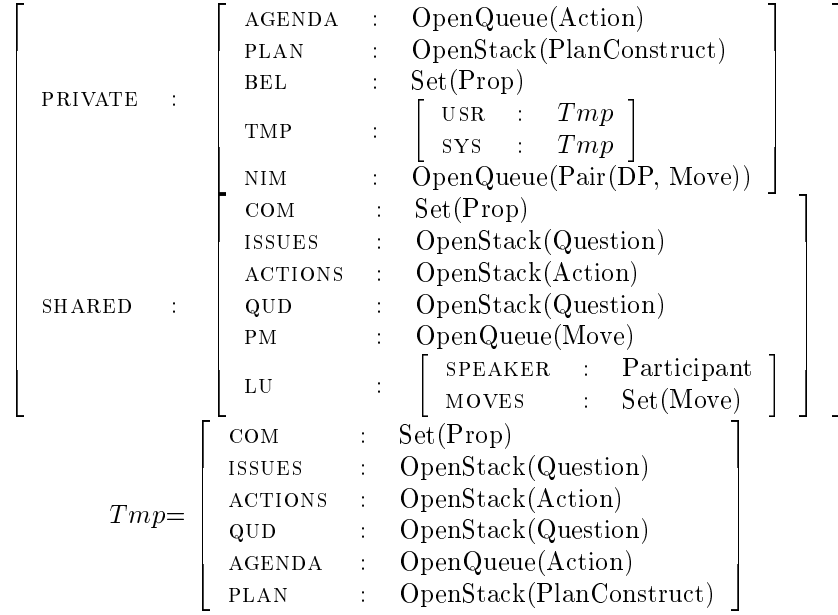 AGENDA : OpenQueue(Action)
PLAN : OpenStack(PlanConstruct)
BEL : Set(Prop)
PRIVATE :
TMP : [ USR : Tmp
SYS : Tmp ]
NIM : OpenQueue(Pair(DP, Move))
COM : Set(Prop)
ISSUES : OpenStack(Question)
ACTIONS : OpenStack(Action)
SHARED : QUD : OpenStack(Question)
PM : OpenQueue(Move)
LU : [ SPEAKER : Participant
MOVES : Set(Move) ]
COM : Set(Prop)
ISSUES : OpenStack(Question)
ACTIONS : OpenStack(Action)
Tmp= QUD : OpenStack(Question)
AGENDA : OpenQueue(Action)
PLAN : OpenStack(PlanConstruct)